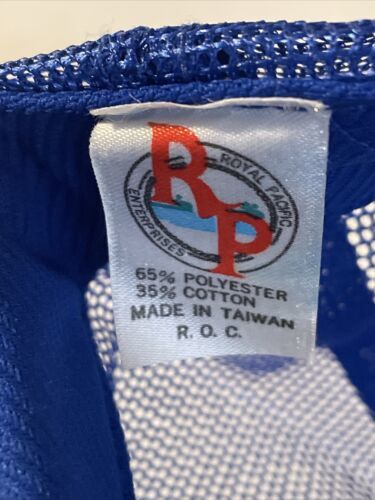 ROYAL PACIFIC
RP
ENTERPRISES
65% POLYESTER
35% COTTON
MADE IN TAIWAN
R. O. C.